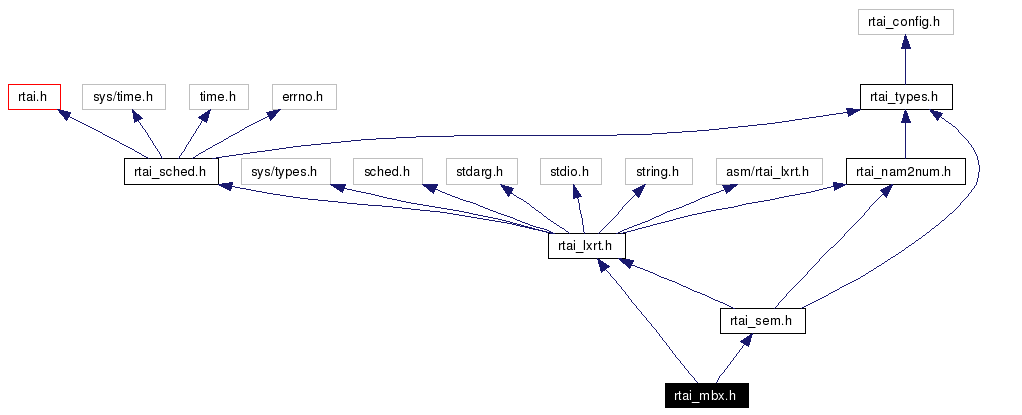 rtai_config.h
rtai.h
sys/time.h
time.h
errno.h
rtai_types.h
rtai_sched.h
sys/types.h
sched.h
stdarg.h
stdio.h
string.h
asm/rtai_lxrt.h
rtai_nam2num.h
rtai_lxrt.h
rtai_sem.h
rtai_mbx.h